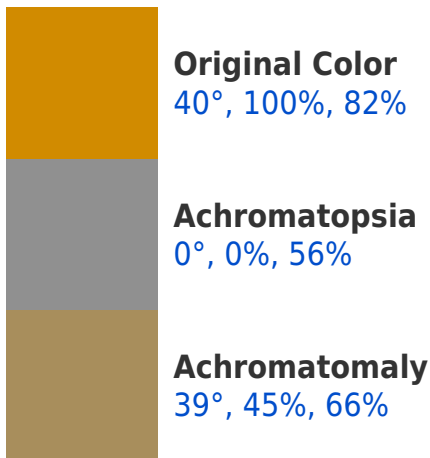 Original Color
40°, 100%, 82%
Achromatopsia
0°, 0%, 56%
Achromatomaly
39°, 45%, 66%